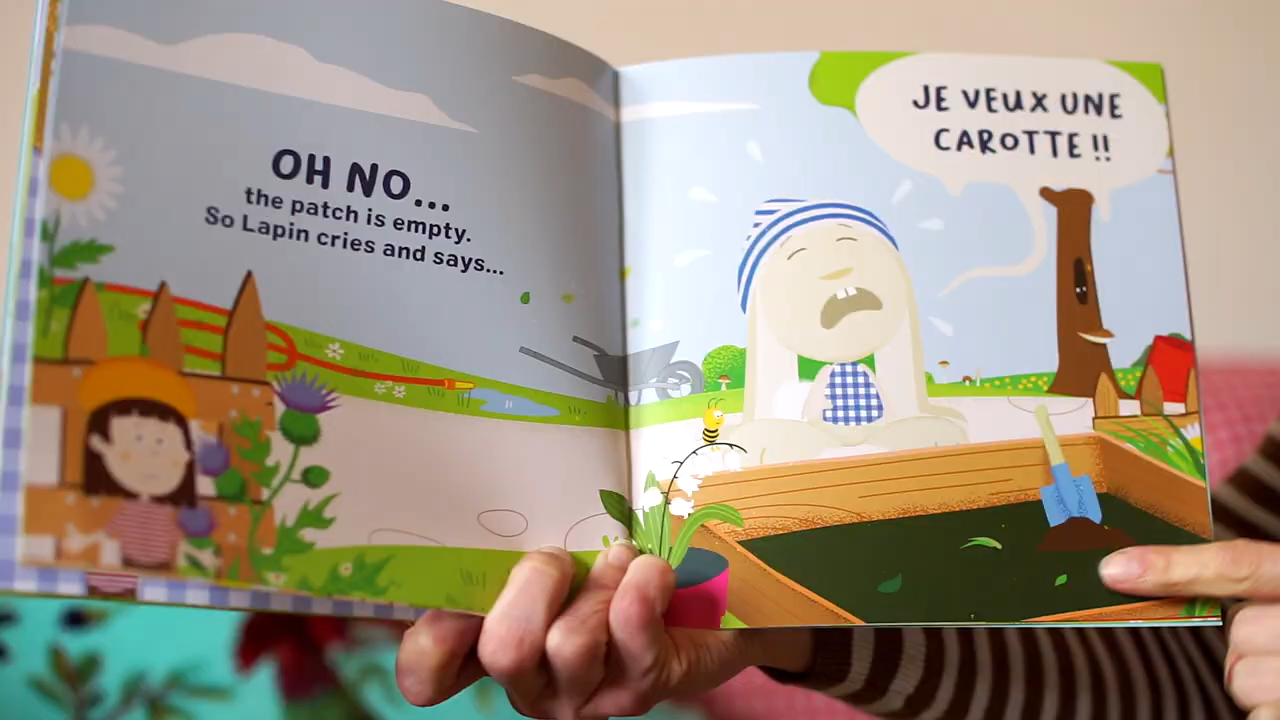 OH NO...
the patch is empty.
So Lapin cries and says...
JE VEUX UNE
CAROTTE !!